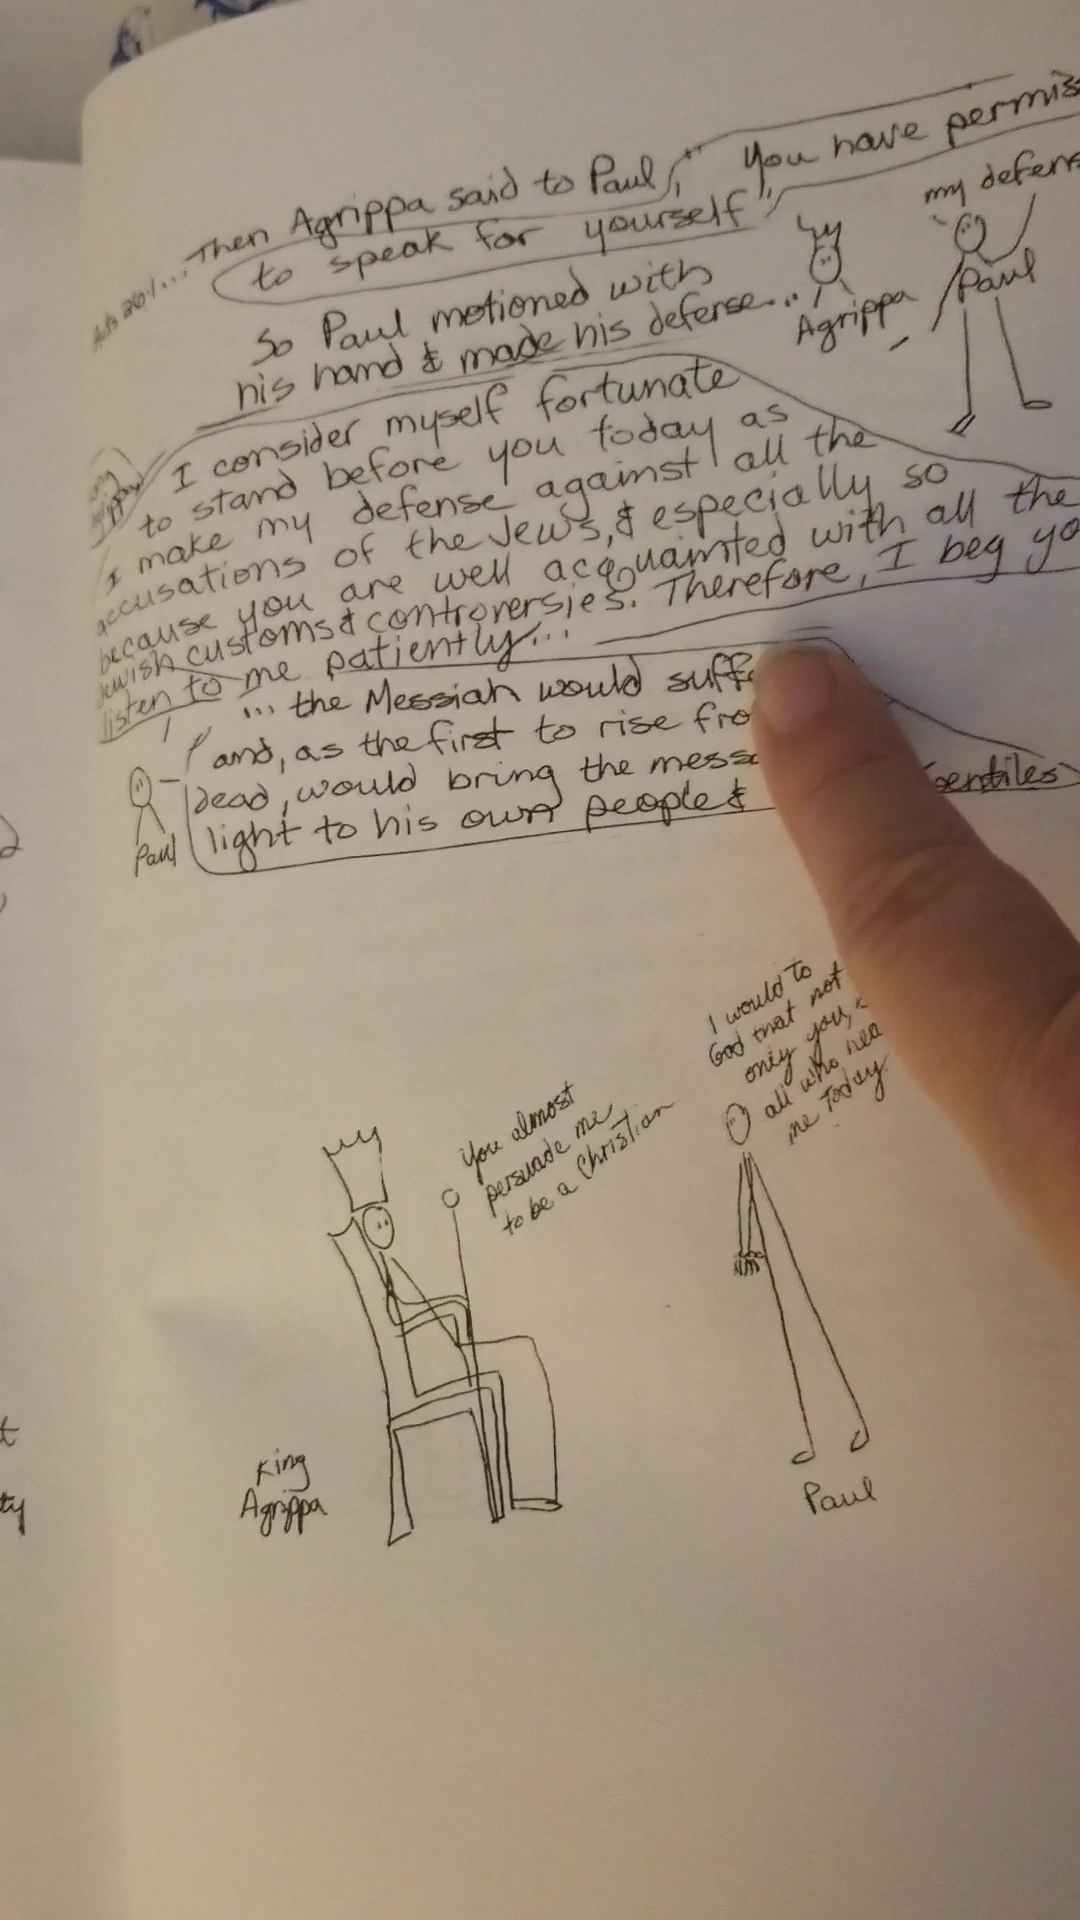 Acts 26:1... Then Agrippa said to Paul, "You have permis
to speak for yourself"
my defens
So Paul motioned with
his hand & made his defense...
Agrippa
Paul
I consider myself fortunate
to stand before you today as
I make my defense against all the
accusations of the Jews, & especially so
because you are well acquainted with all the
Jewish customs & controversies. Therefore, I beg yo
listen to me patiently...
... the Messiah would suff
and, as the first to rise fro
dead, would bring the mess
light to his own people & Gentiles
Paul
I would to
God that not
only you,
all who hea
me today.
You almost
persuade me
to be a Christian
King
Agrippa
Paul